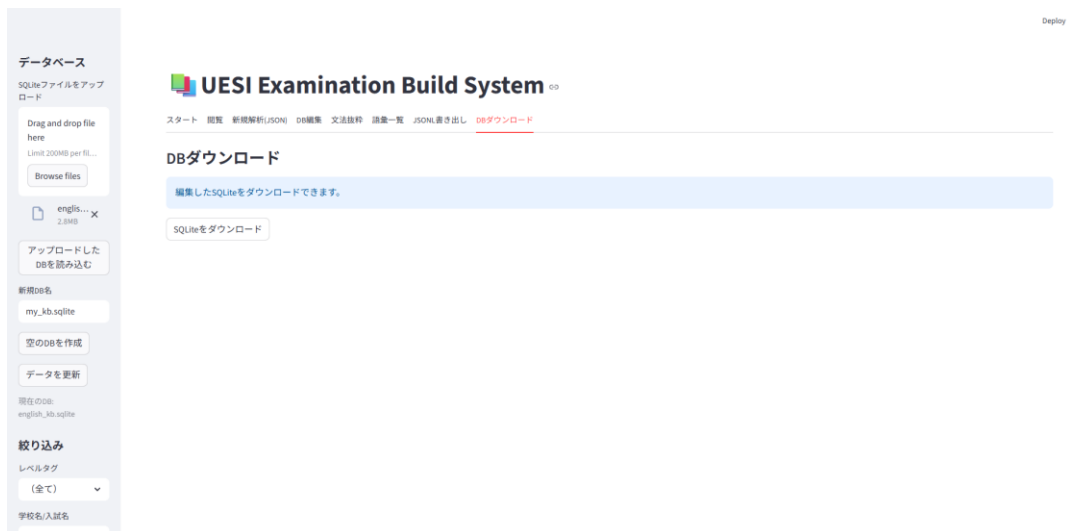 Deploy
データベース
SQLiteファイルをアップ
ロード
Drag and drop file
here
Limit 200MB per fil...
Browse files
englis...
2.8MB
アップロードした
DBを読み込む
新規DB名
my_kb.sqlite
空のDBを作成
データを更新
現在のDB:
english_kb.sqlite
絞り込み
レベルタグ
(全て)
学校名/入試名
UESI Examination Build System
スタート 閲覧 新規解析(JSON) DB編集 文法抜粋 語彙一覧 JSONL書き出し DBダウンロード
DBダウンロード
編集したSQLiteをダウンロードできます。
SQLiteをダウンロード